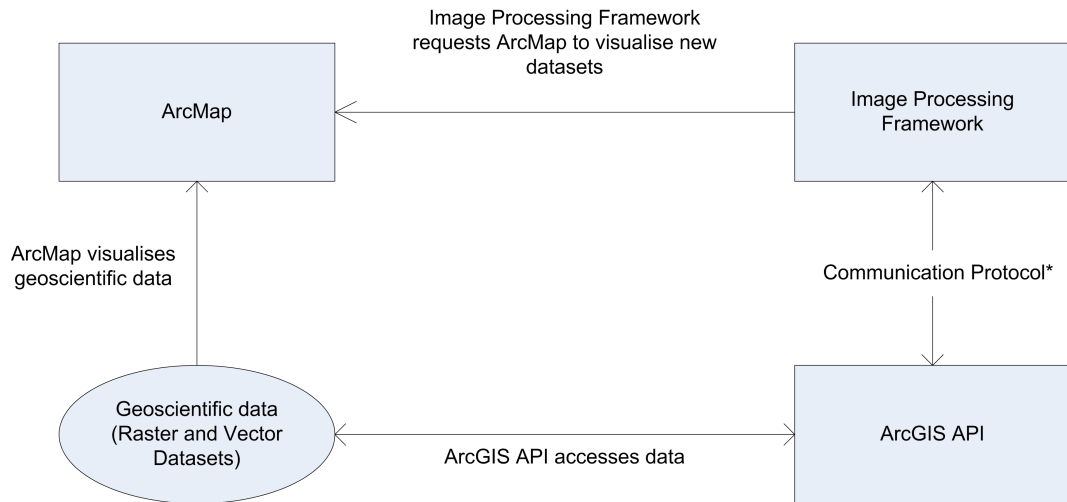 Image Processing Framework
requests ArcMap to visualise new
datasets
ArcMap
Image Processing
Framework
ArcMap visualises
geoscientific data
Communication Protocol*
Geoscientific data
(Raster and Vector
Datasets)
ArcGIS API accesses data
ArcGIS API